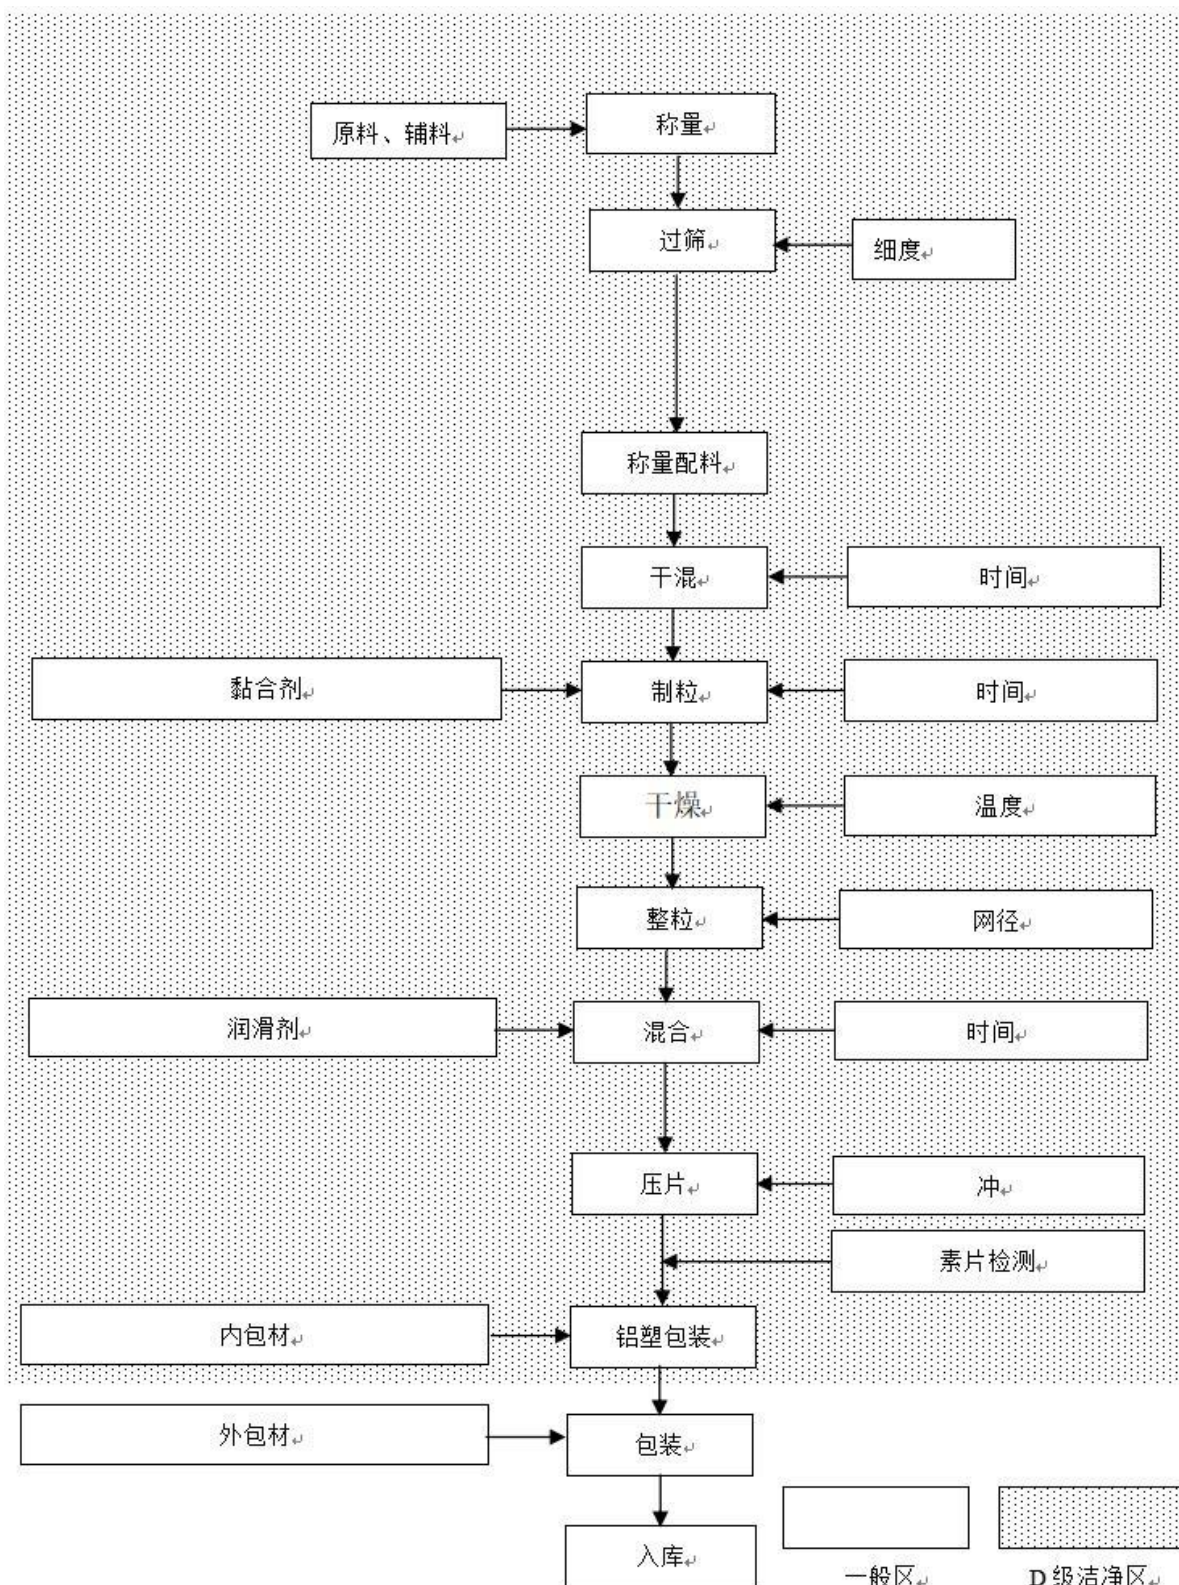 原料、辅料
称量
过筛
细度
称量配料
干混
时间
黏合剂
制粒
时间
干燥
温度
整粒
网径
润滑剂
混合
时间
压片
冲
素片检测
内包材
铝塑包装
外包材
包装
入库
一般区
D 级洁净区